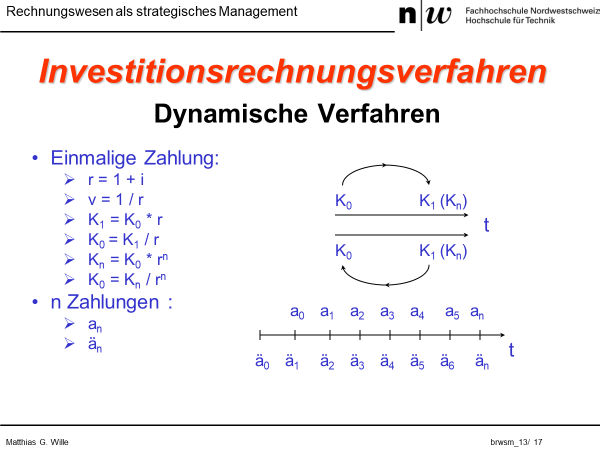 Rechnungswesen als strategisches Management
n|w Fachhochschule Nordwestschweiz
Hochschule für Technik
Investitionsrechnungsverfahren
Dynamische Verfahren
• Einmalige Zahlung:
➢ r = 1 + i
➢ v = 1 / r
➢ K₁ = K₀ * r
➢ K₀ = K₁ / r
➢ Kₙ = K₀ * rⁿ
➢ K₀ = Kₙ / rⁿ
• n Zahlungen :
➢ aₙ
➢ äₙ
K₀ K₁ (Kₙ)
t
K₀ K₁ (Kₙ)
a₀ a₁ a₂ a₃ a₄ a₅ aₙ
t
ä₀ ä₁ ä₂ ä₃ ä₄ ä₅ ä₆ äₙ
Matthias G. Wille brwsm_13/ 17